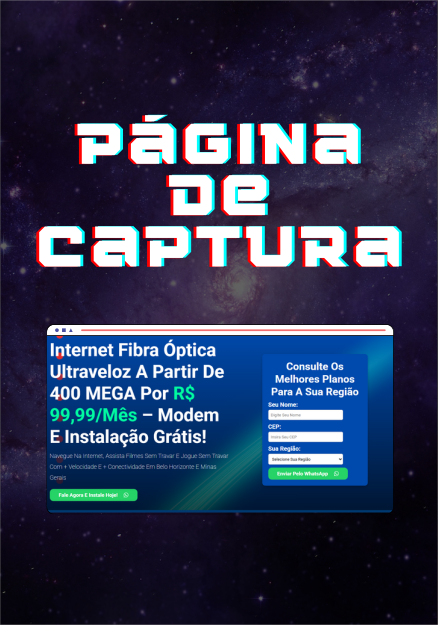 PÁGINA
DE
CAPTURA
Internet Fibra Óptica
Ultraveloz A Partir De
400 MEGA Por R$
99,99/Mês – Modem
E Instalação Grátis!
Navegue Na Internet, Assista Filmes Sem Travar E Jogue Sem Travar
Com + Velocidade E + Conectividade Em Belo Horizonte E Minas
Gerais
Fale Agora E Instale Hoje!
Consulte Os
Melhores Planos
Para A Sua Região
Seu Nome:
Digite Seu Nome
CEP:
Insira Seu CEP
Sua Região:
Selecione Sua Região
Enviar Pelo WhatsApp